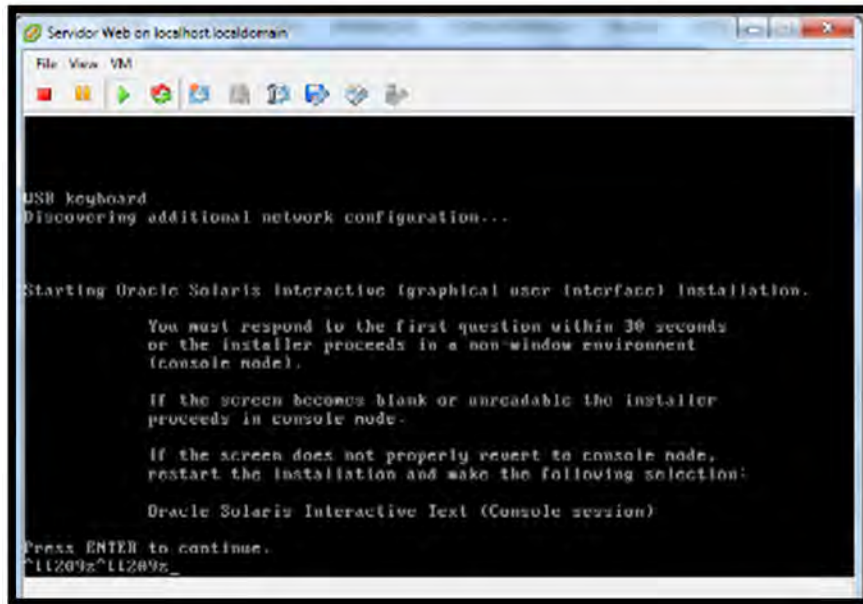 Servidor Web on localhost.localdomain
File View VM
USB keyboard
Discovering additional network configuration...
Starting Oracle Solaris Interactive (graphical user interface) Installation.
You must respond to the first question within 30 seconds
or the installer proceeds in a non-window environment
(console mode).
If the screen becomes blank or unreadable the installer
proceeds in console mode.
If the screen does not properly revert to console mode,
restart the installation and make the following selection:
Oracle Solaris Interactive Text (Console session)
Press ENTER to continue.